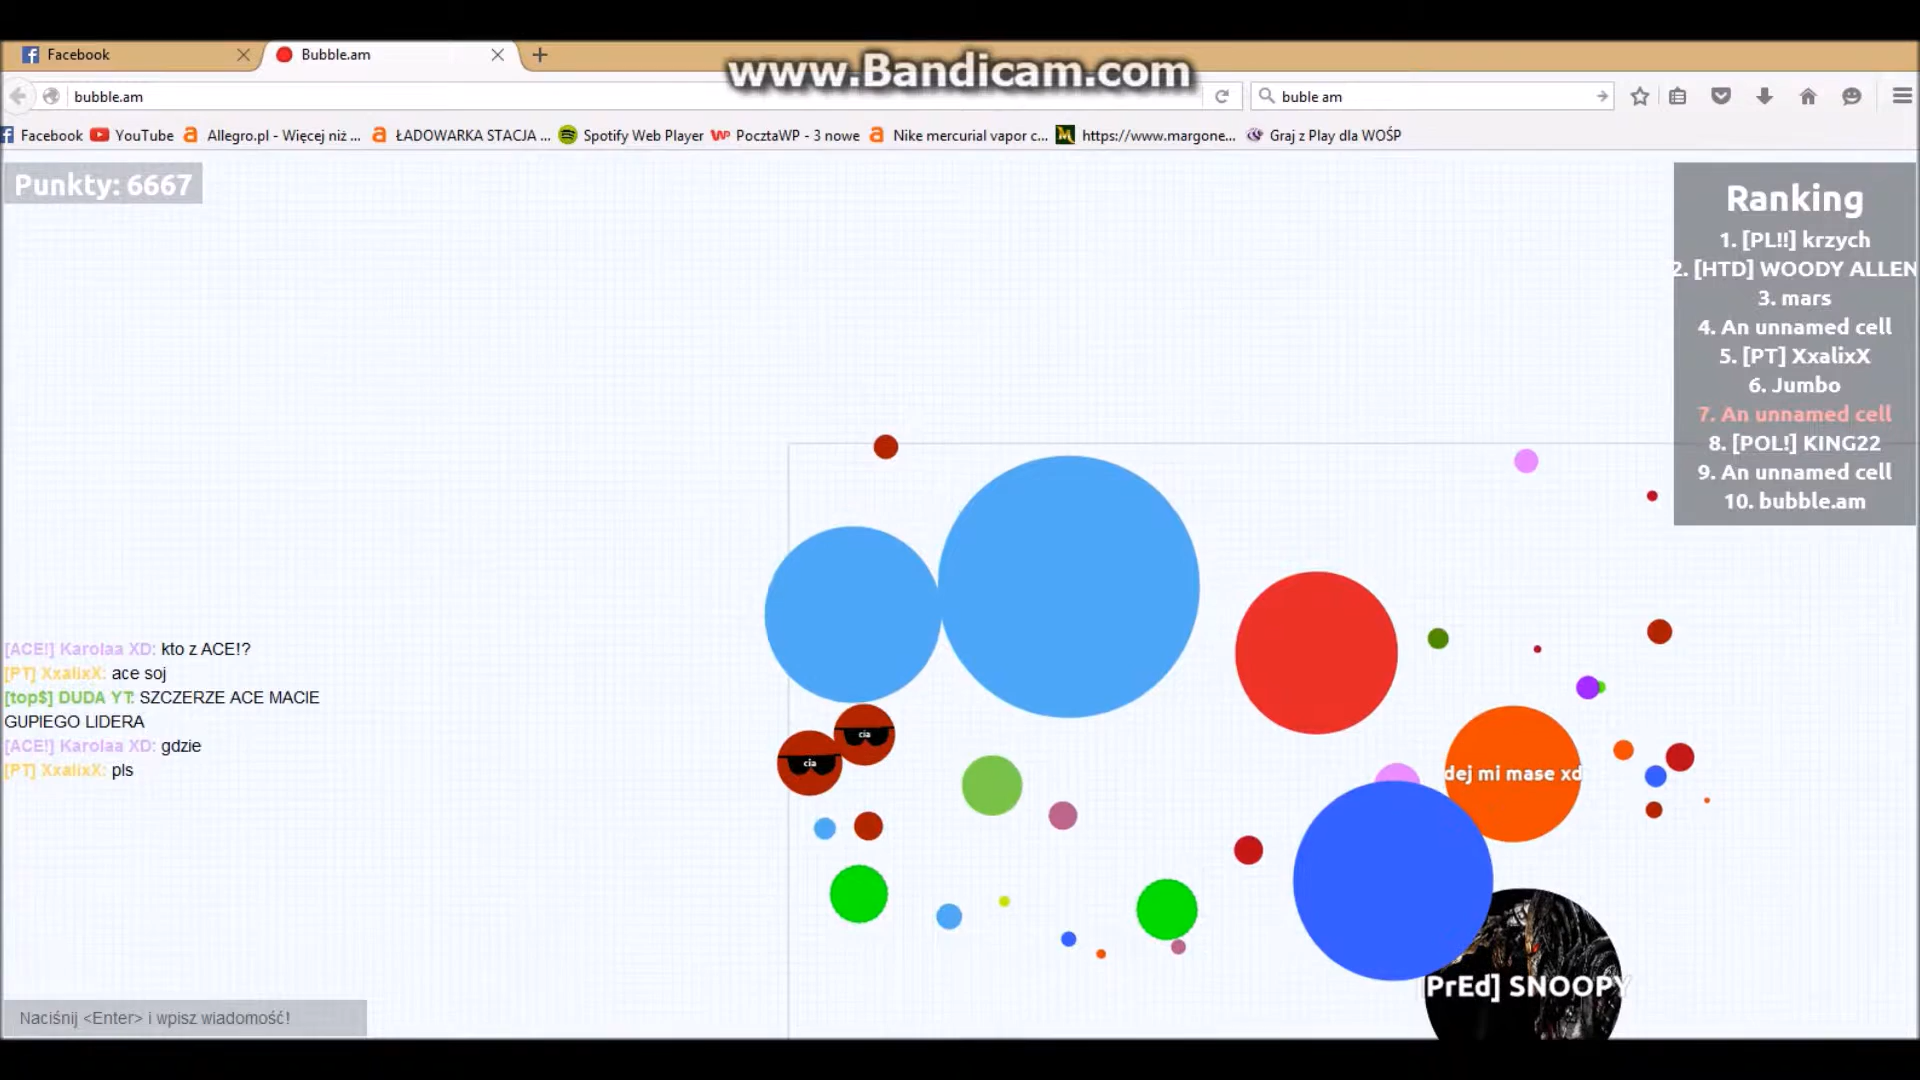 Facebook
Bubble.am
www.Bandicam.com
bubble.am
buble am
Facebook YouTube Allegro.pl - Więcej niż ... ŁADOWARKA STACJA ... Spotify Web Player PocztaWP - 3 nowe Nike mercurial vapor c... https://www.margone... Graj z Play dla WOŚP
Punkty: 6667
Ranking
1. [PL!!] krzych
2. [HTD] WOODY ALLEN
3. mars
4. An unnamed cell
5. [PT] XxalixX
6. Jumbo
7. An unnamed cell
8. [POL!] KING22
9. An unnamed cell
10. bubble.am
[ACE!] Karolaa XD: kto z ACE!?
[PT] XxalixX: ace soj
[top$] DUDA YT: SZCZERZE ACE MACIE
GUPIEGO LIDERA
[ACE!] Karolaa XD: gdzie
[PT] XxalixX: pls
cia
cia
dej mi mase xd
PrEd] SNOOPY
Naciśnij <Enter> i wpisz wiadomość!